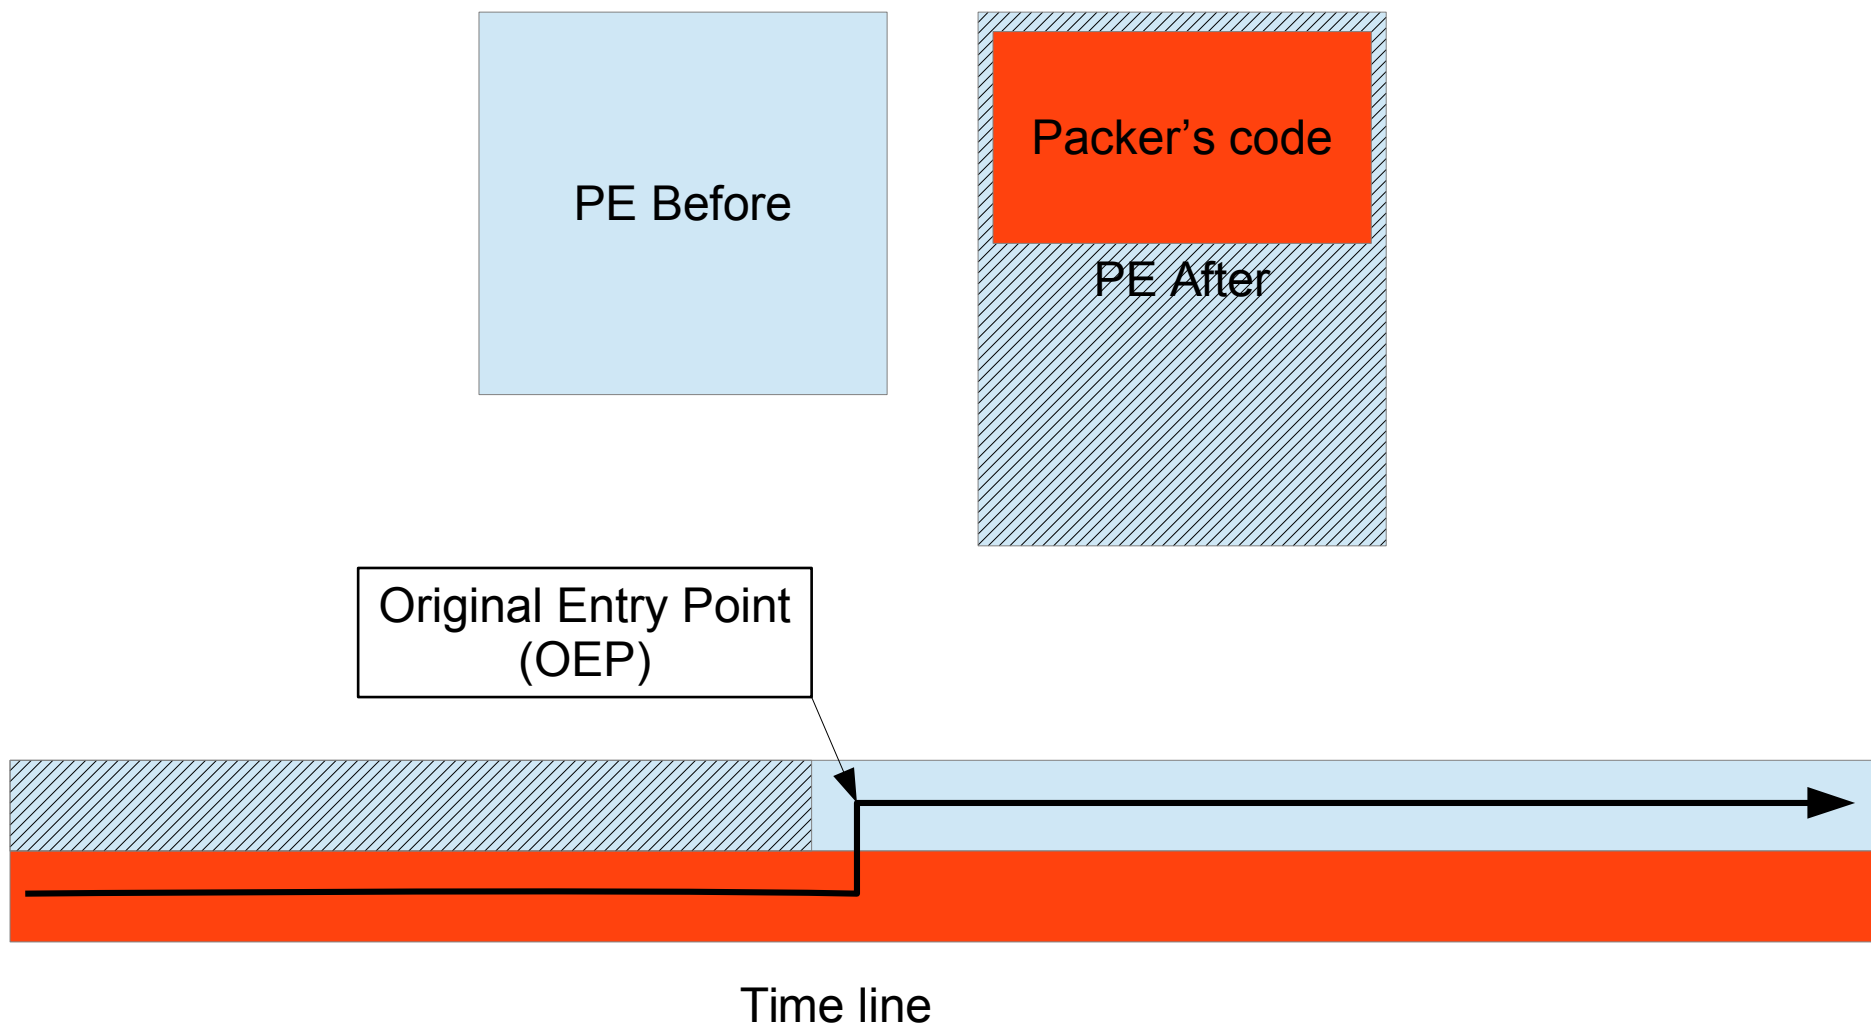 PE Before
Packer’s code
PE After
Original Entry Point
(OEP)
Time line